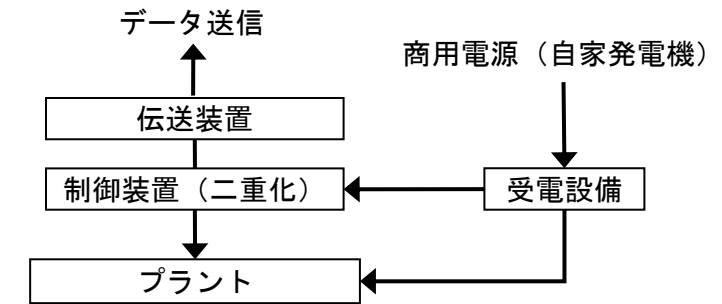 データ送信
商用電源（自家発電機）
伝送装置
制御装置（二重化）
受電設備
プラント